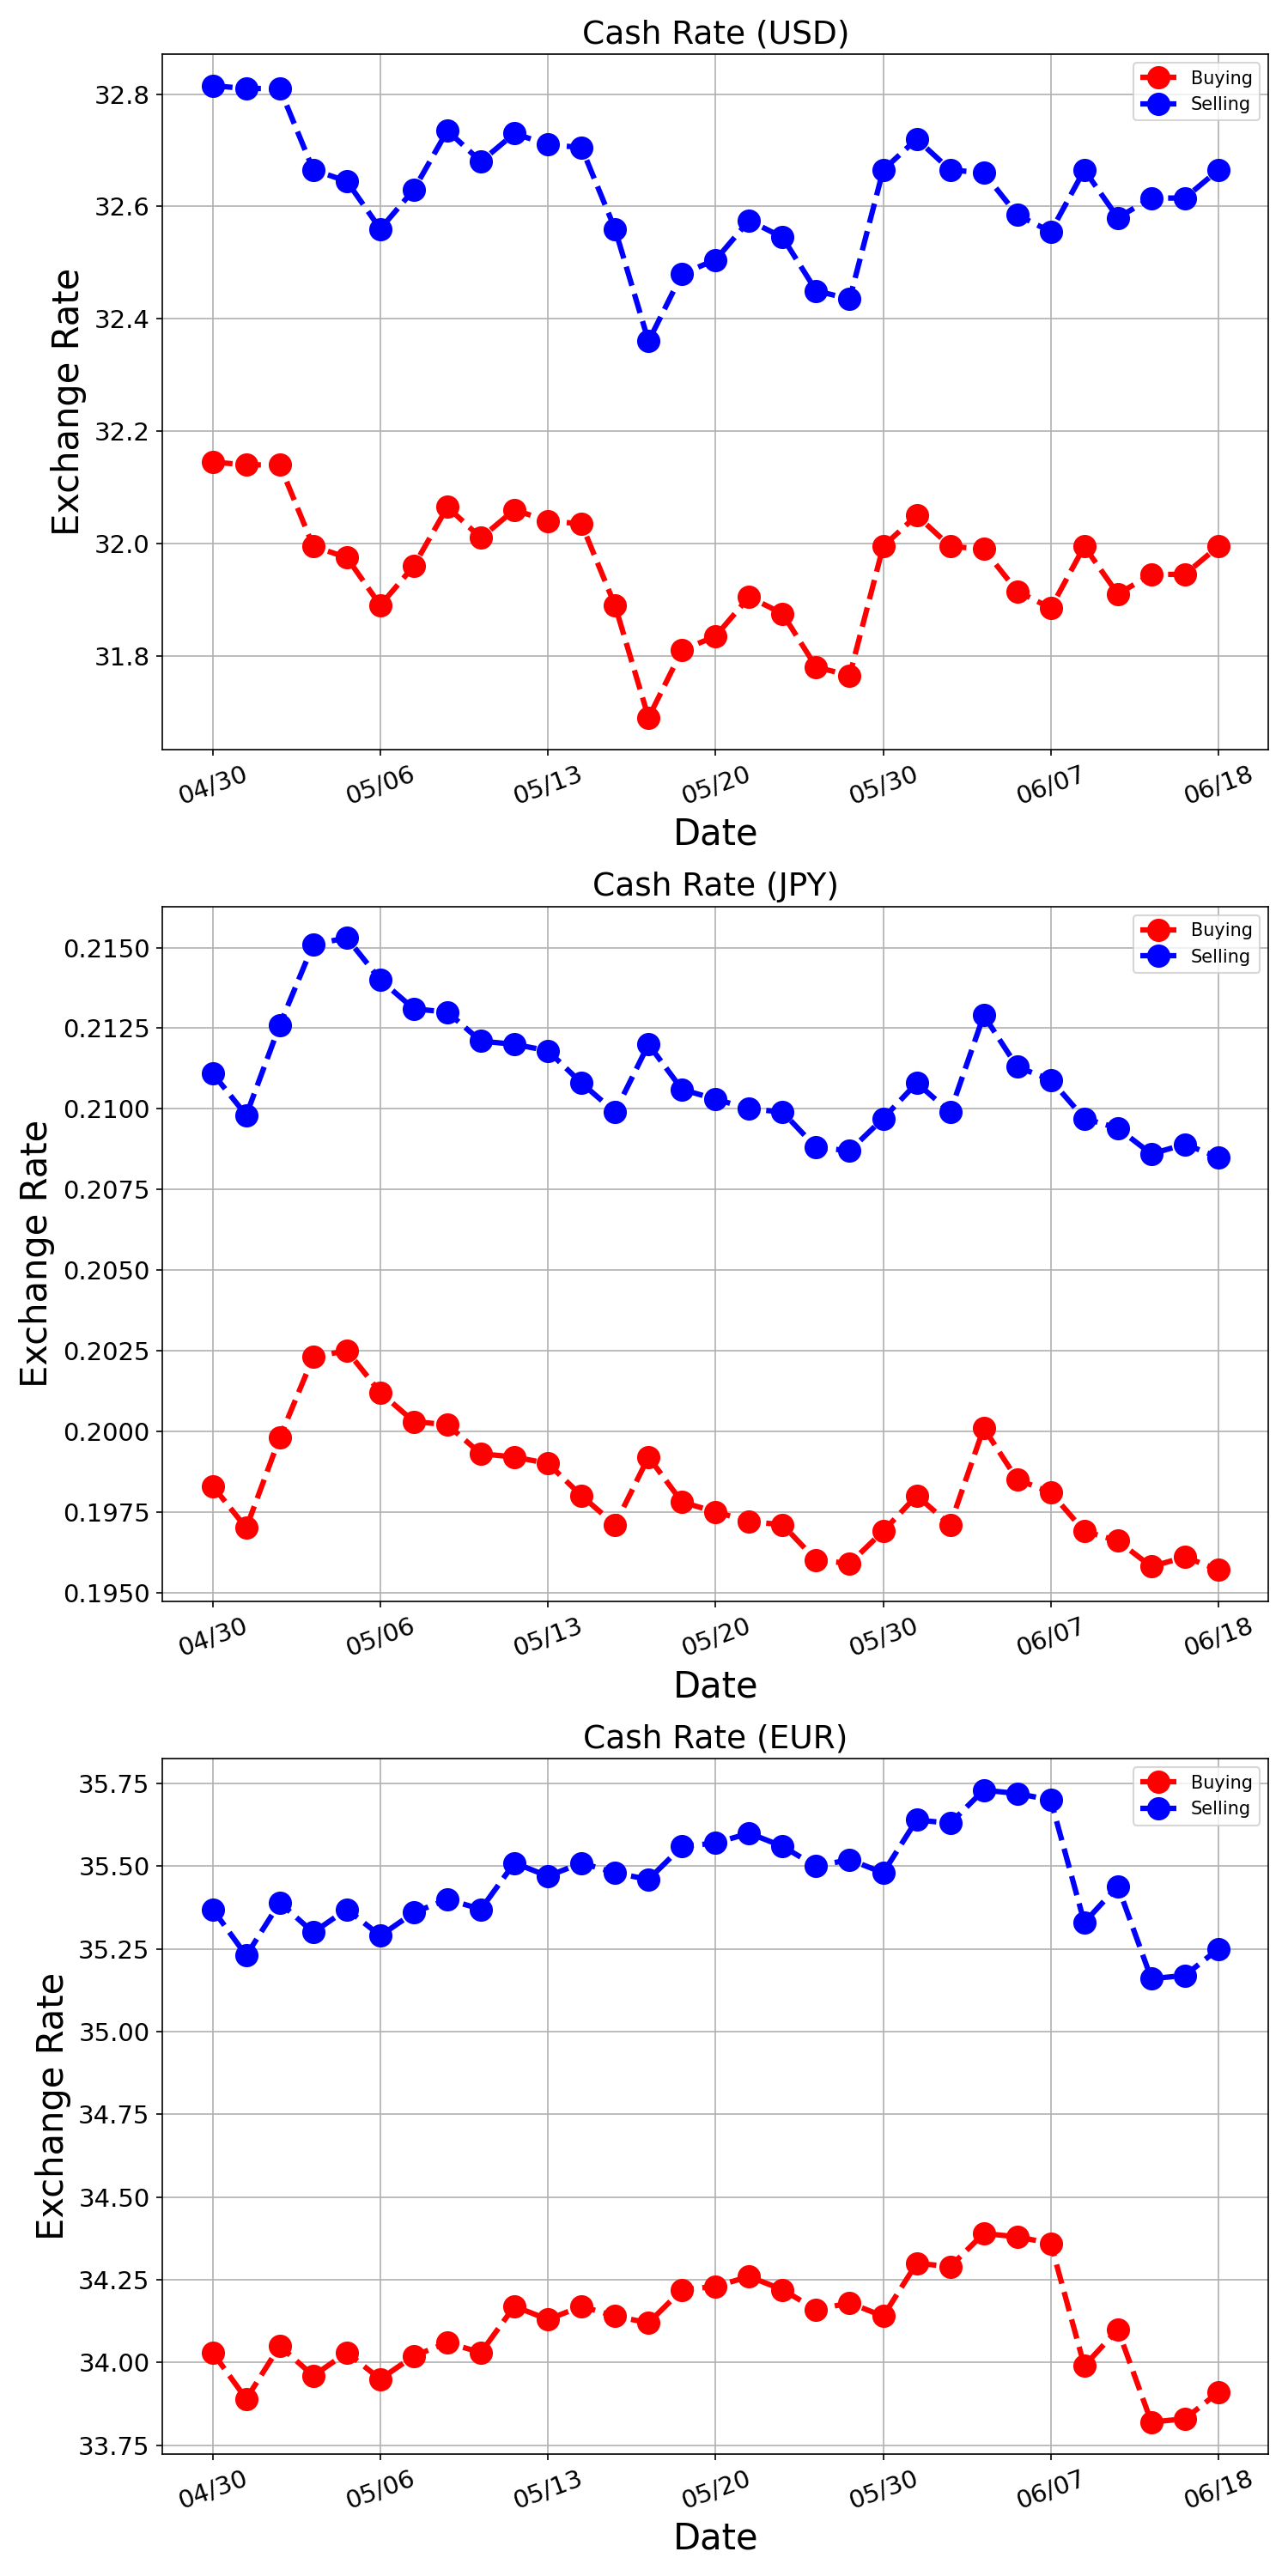 Cash Rate (USD)
Buying
Selling
32.8
32.6
32.4
32.2
32.0
31.8
Exchange Rate
04/30 05/06 05/13 05/20 05/30 06/07 06/18
Date
Cash Rate (JPY)
Buying
Selling
0.2150
0.2125
0.2100
0.2075
0.2050
0.2025
0.2000
0.1975
0.1950
Exchange Rate
04/30 05/06 05/13 05/20 05/30 06/07 06/18
Date
Cash Rate (EUR)
Buying
Selling
35.75
35.50
35.25
35.00
34.75
34.50
34.25
34.00
33.75
Exchange Rate
04/30 05/06 05/13 05/20 05/30 06/07 06/18
Date